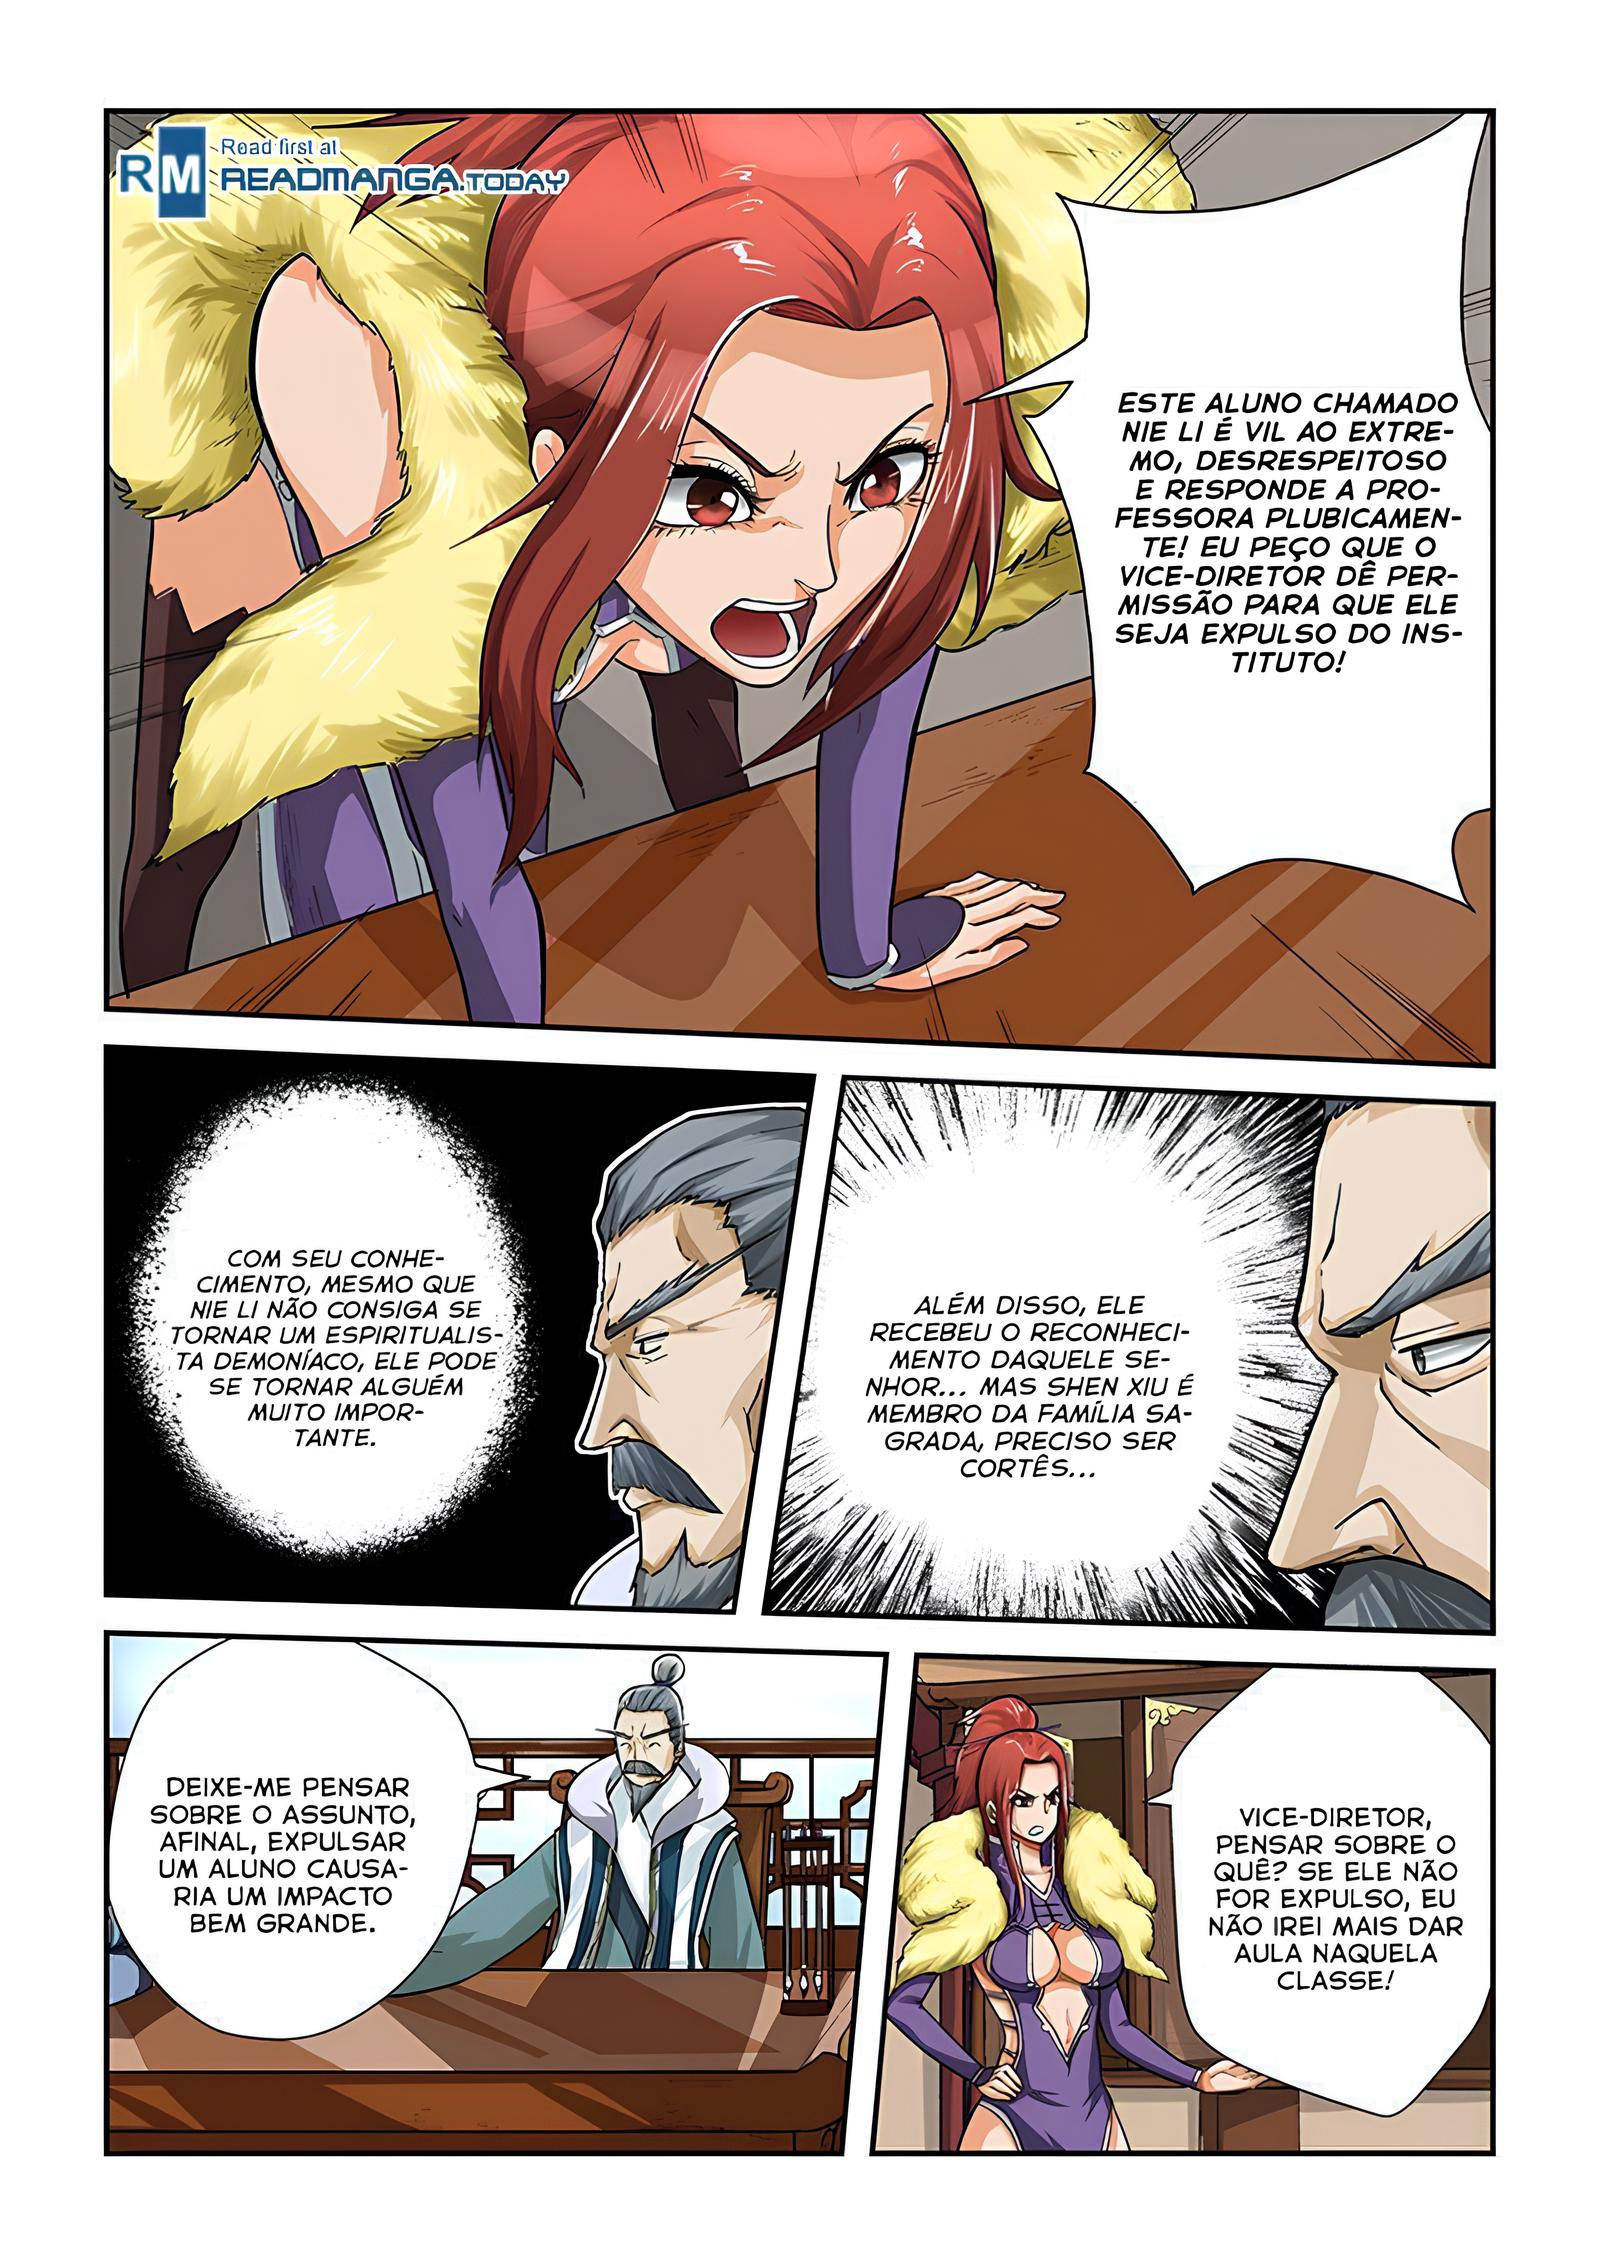 RM Read first at
READMANGA.TODAY
ESTE ALUNO CHAMADO
NIE LI É VIL AO EXTRE-
MO, DESRESPEITOSO
E RESPONDE A PRO-
FESSORA PLUBICAMEN-
TE! EU PEÇO QUE O
VICE-DIRETOR DÊ PER-
MISSÃO PARA QUE ELE
SEJA EXPULSO DO INS-
TITUTO!
COM SEU CONHE-
CIMENTO, MESMO QUE
NIE LI NÃO CONSIGA SE
TORNAR UM ESPIRITUALIS-
TA DEMONÍACO, ELE PODE
SE TORNAR ALGUÉM
MUITO IMPOR-
TANTE.
ALÉM DISSO, ELE
RECEBEU O RECONHECI-
MENTO DAQUELE SE-
NHOR... MAS SHEN XIU É
MEMBRO DA FAMÍLIA SA-
GRADA, PRECISO SER
CORTÊS...
DEIXE-ME PENSAR
SOBRE O ASSUNTO,
AFINAL, EXPULSAR
UM ALUNO CAUSA-
RIA UM IMPACTO
BEM GRANDE.
VICE-DIRETOR,
PENSAR SOBRE O
QUÊ? SE ELE NÃO
FOR EXPULSO, EU
NÃO IREI MAIS DAR
AULA NAQUELA
CLASSE!